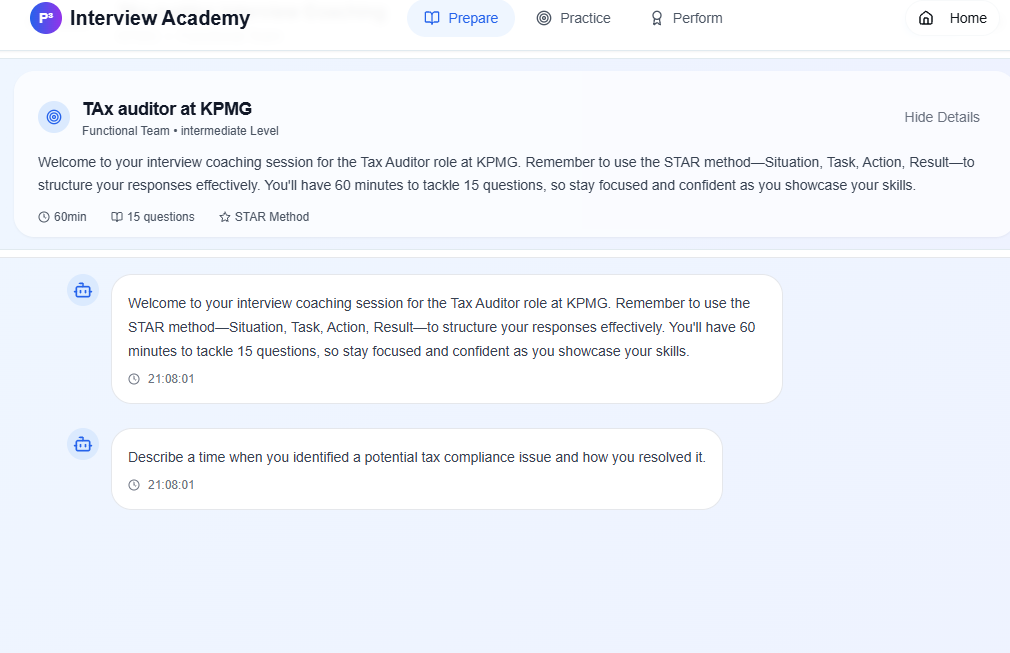 P³ Interview Academy
Prepare
Practice
Perform
Home
TAx auditor at KPMG
Functional Team • intermediate Level
Hide Details
Welcome to your interview coaching session for the Tax Auditor role at KPMG. Remember to use the STAR method—Situation, Task, Action, Result—to
structure your responses effectively. You'll have 60 minutes to tackle 15 questions, so stay focused and confident as you showcase your skills.
60min
15 questions
STAR Method
Welcome to your interview coaching session for the Tax Auditor role at KPMG. Remember to use the
STAR method—Situation, Task, Action, Result—to structure your responses effectively. You'll have 60
minutes to tackle 15 questions, so stay focused and confident as you showcase your skills.
21:08:01
Describe a time when you identified a potential tax compliance issue and how you resolved it.
21:08:01